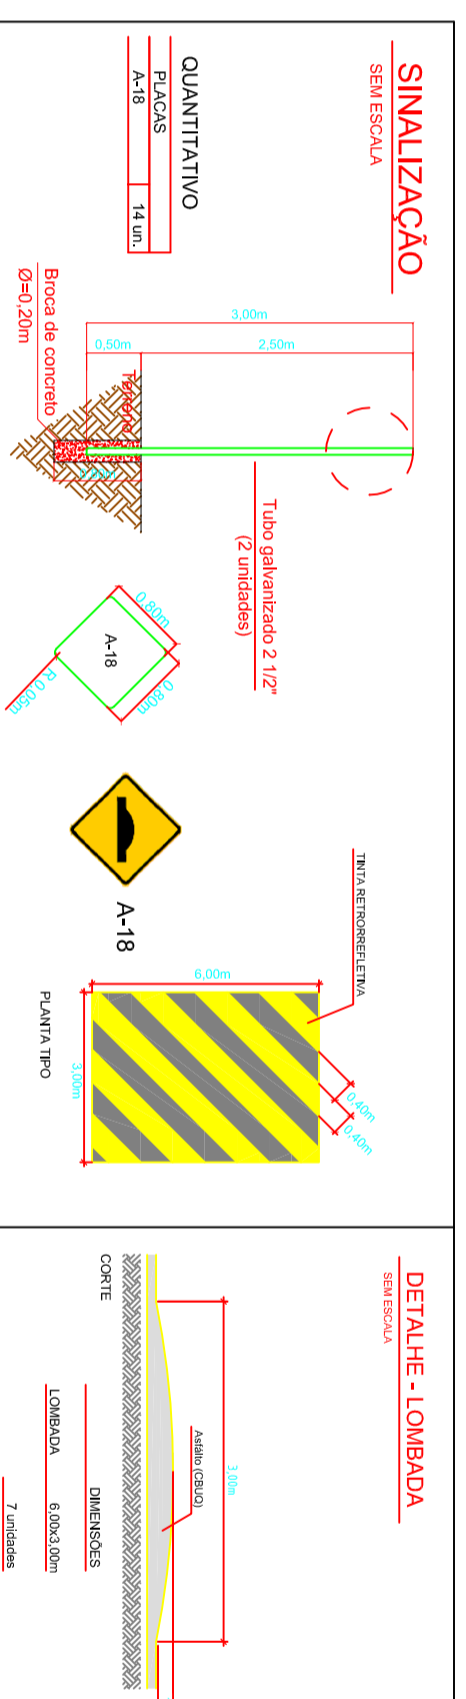 SINALIZAÇÃO
SEM ESCALA
QUANTITATIVO
PLACAS
A-18 14 un.
3,00m
0,50m 2,50m
Terreno
Broca de concreto
Ø=0,20m
Tubo galvanizado 2 1/2"
(2 unidades)
0,80m
0,80m
A-18
R 0,05m
A-18
TINTA RETRORREFLETIVA
6,00m
0,40m
0,40m
3,00m
PLANTA TIPO
DETALHE - LOMBADA
SEM ESCALA
3,00m
Asfálto (CBUQ)
CORTE
DIMENSÕES
LOMBADA 6,00x3,00m
7 unidades